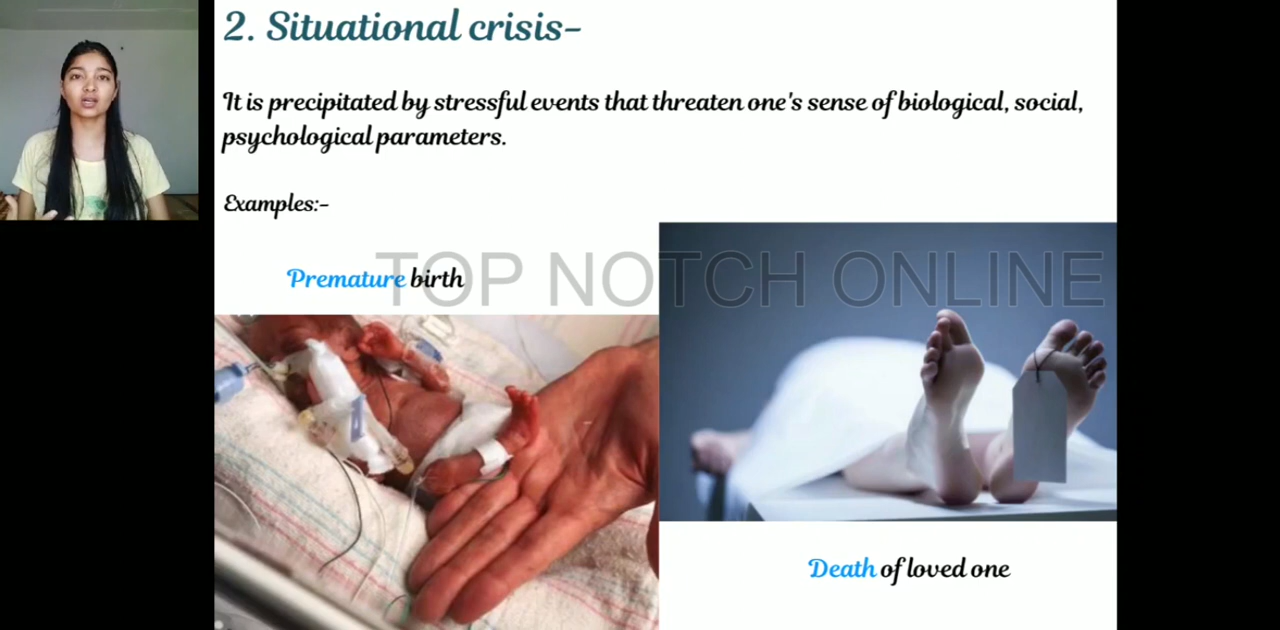 2. Situational crisis-
It is precipitated by stressful events that threaten one's sense of biological, social,
psychological parameters.
Examples:-
Premature birth
TOP NOTCH ONLINE
Death of loved one